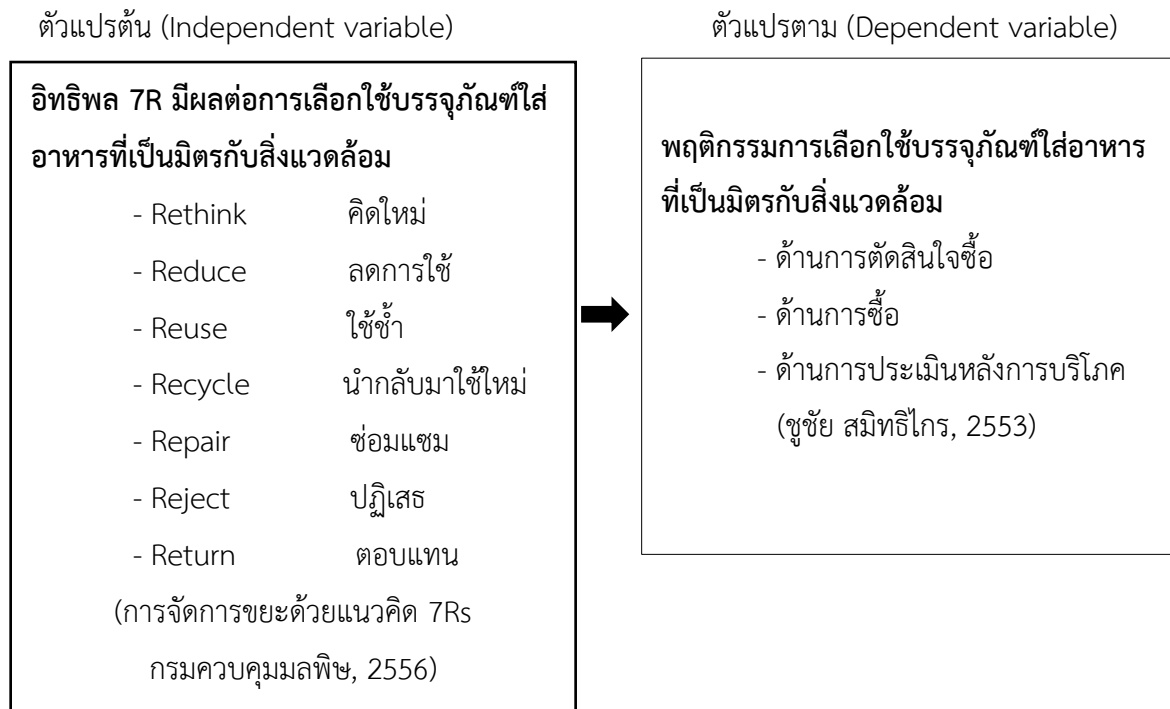 ตัวแปรต้น (Independent variable)
อิทธิพล 7R มีผลต่อการเลือกใช้บรรจุภัณฑ์ใส่
อาหารที่เป็นมิตรกับสิ่งแวดล้อม
- Rethink คิดใหม่
- Reduce ลดการใช้
- Reuse ใช้ช้ำ
- Recycle นำกลับมาใช้ใหม่
- Repair ซ่อมแซม
- Reject ปฏิเสธ
- Return ตอบแทน
(การจัดการขยะด้วยแนวคิด 7Rs
กรมควบคุมมลพิษ, 2556)
ตัวแปรตาม (Dependent variable)
พฤติกรรมการเลือกใช้บรรจุภัณฑ์ใส่อาหาร
ที่เป็นมิตรกับสิ่งแวดล้อม
- ด้านการตัดสินใจซื้อ
- ด้านการซื้อ
- ด้านการประเมินหลังการบริโภค
(ชูชัย สมิทธิไกร, 2553)